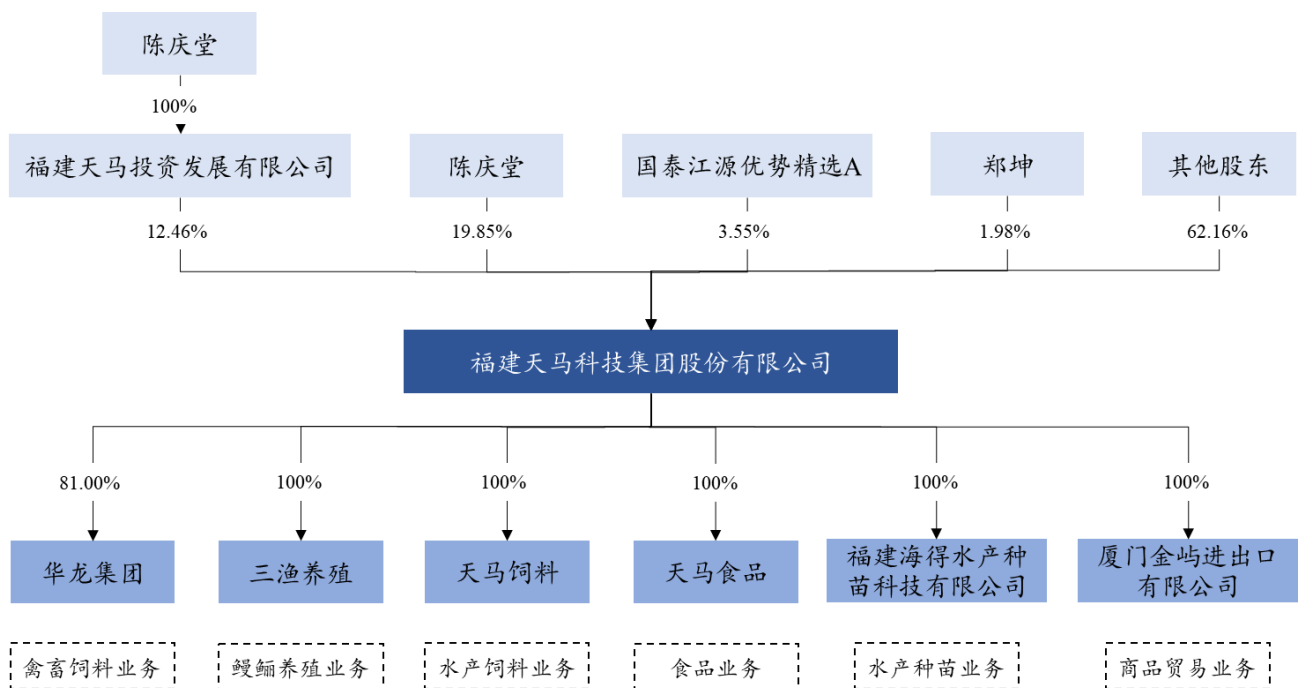 陈庆堂
100%
福建天马投资发展有限公司
陈庆堂
国泰江源优势精选A
郑坤
其他股东
12.46%
19.85%
3.55%
1.98%
62.16%
福建天马科技集团股份有限公司
81.00%
100%
100%
100%
100%
100%
华龙集团
三渔养殖
天马饲料
天马食品
福建海得水产种
苗科技有限公司
厦门金屿进出口
有限公司
禽畜饲料业务
鳗鲡养殖业务
水产饲料业务
食品业务
水产种苗业务
商品贸易业务